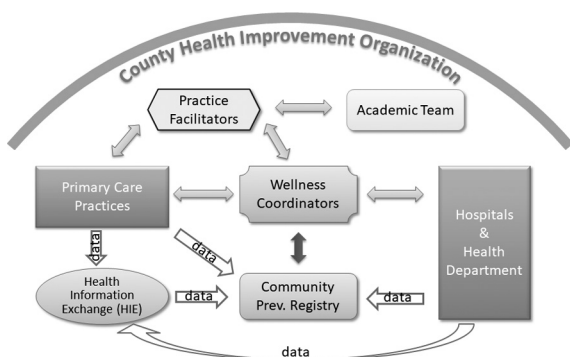 County Health Improvement Organization
Practice
Facilitators
Academic Team
Primary Care
Practices
Wellness
Coordinators
Hospitals
&
Health
Department
data
data
Health
Information
Exchange (HIE)
data
Community
Prev. Registry
data
data